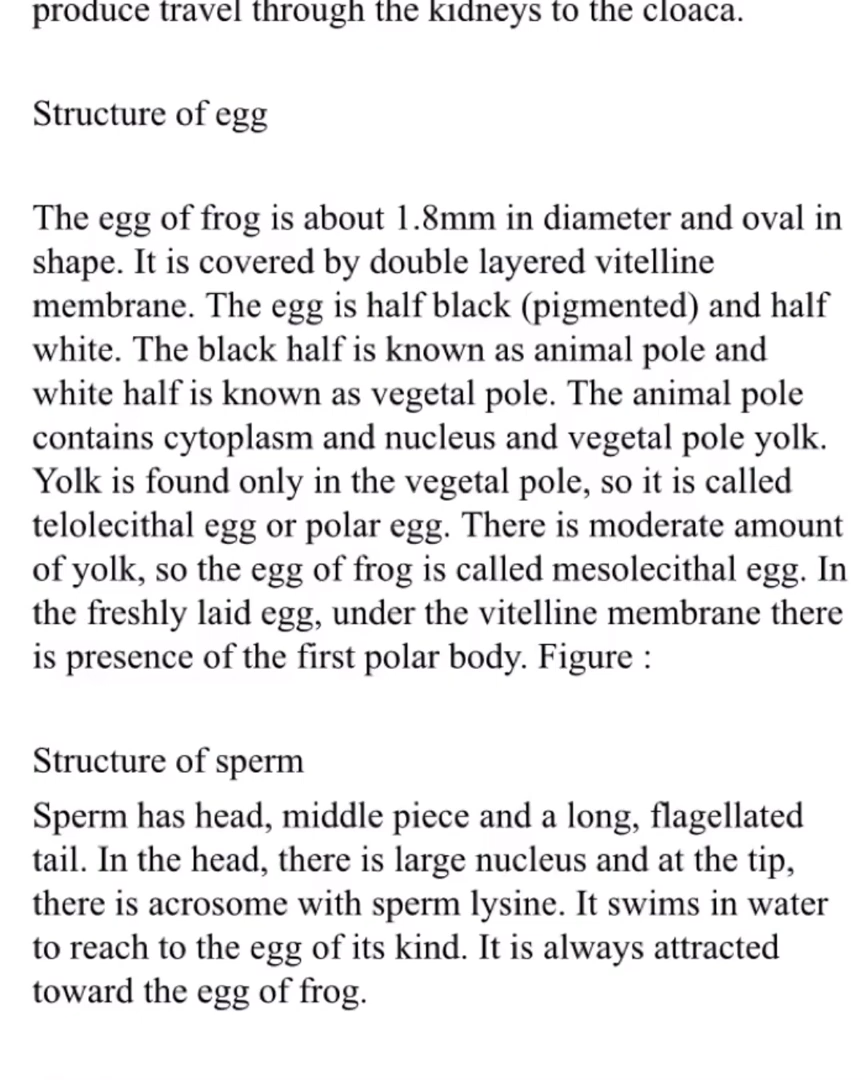 produce travel through the kidneys to the cloaca.
Structure of egg
The egg of frog is about 1.8mm in diameter and oval in
shape. It is covered by double layered vitelline
membrane. The egg is half black (pigmented) and half
white. The black half is known as animal pole and
white half is known as vegetal pole. The animal pole
contains cytoplasm and nucleus and vegetal pole yolk.
Yolk is found only in the vegetal pole, so it is called
telolecithal egg or polar egg. There is moderate amount
of yolk, so the egg of frog is called mesolecithal egg. In
the freshly laid egg, under the vitelline membrane there
is presence of the first polar body. Figure :
Structure of sperm
Sperm has head, middle piece and a long, flagellated
tail. In the head, there is large nucleus and at the tip,
there is acrosome with sperm lysine. It swims in water
to reach to the egg of its kind. It is always attracted
toward the egg of frog.